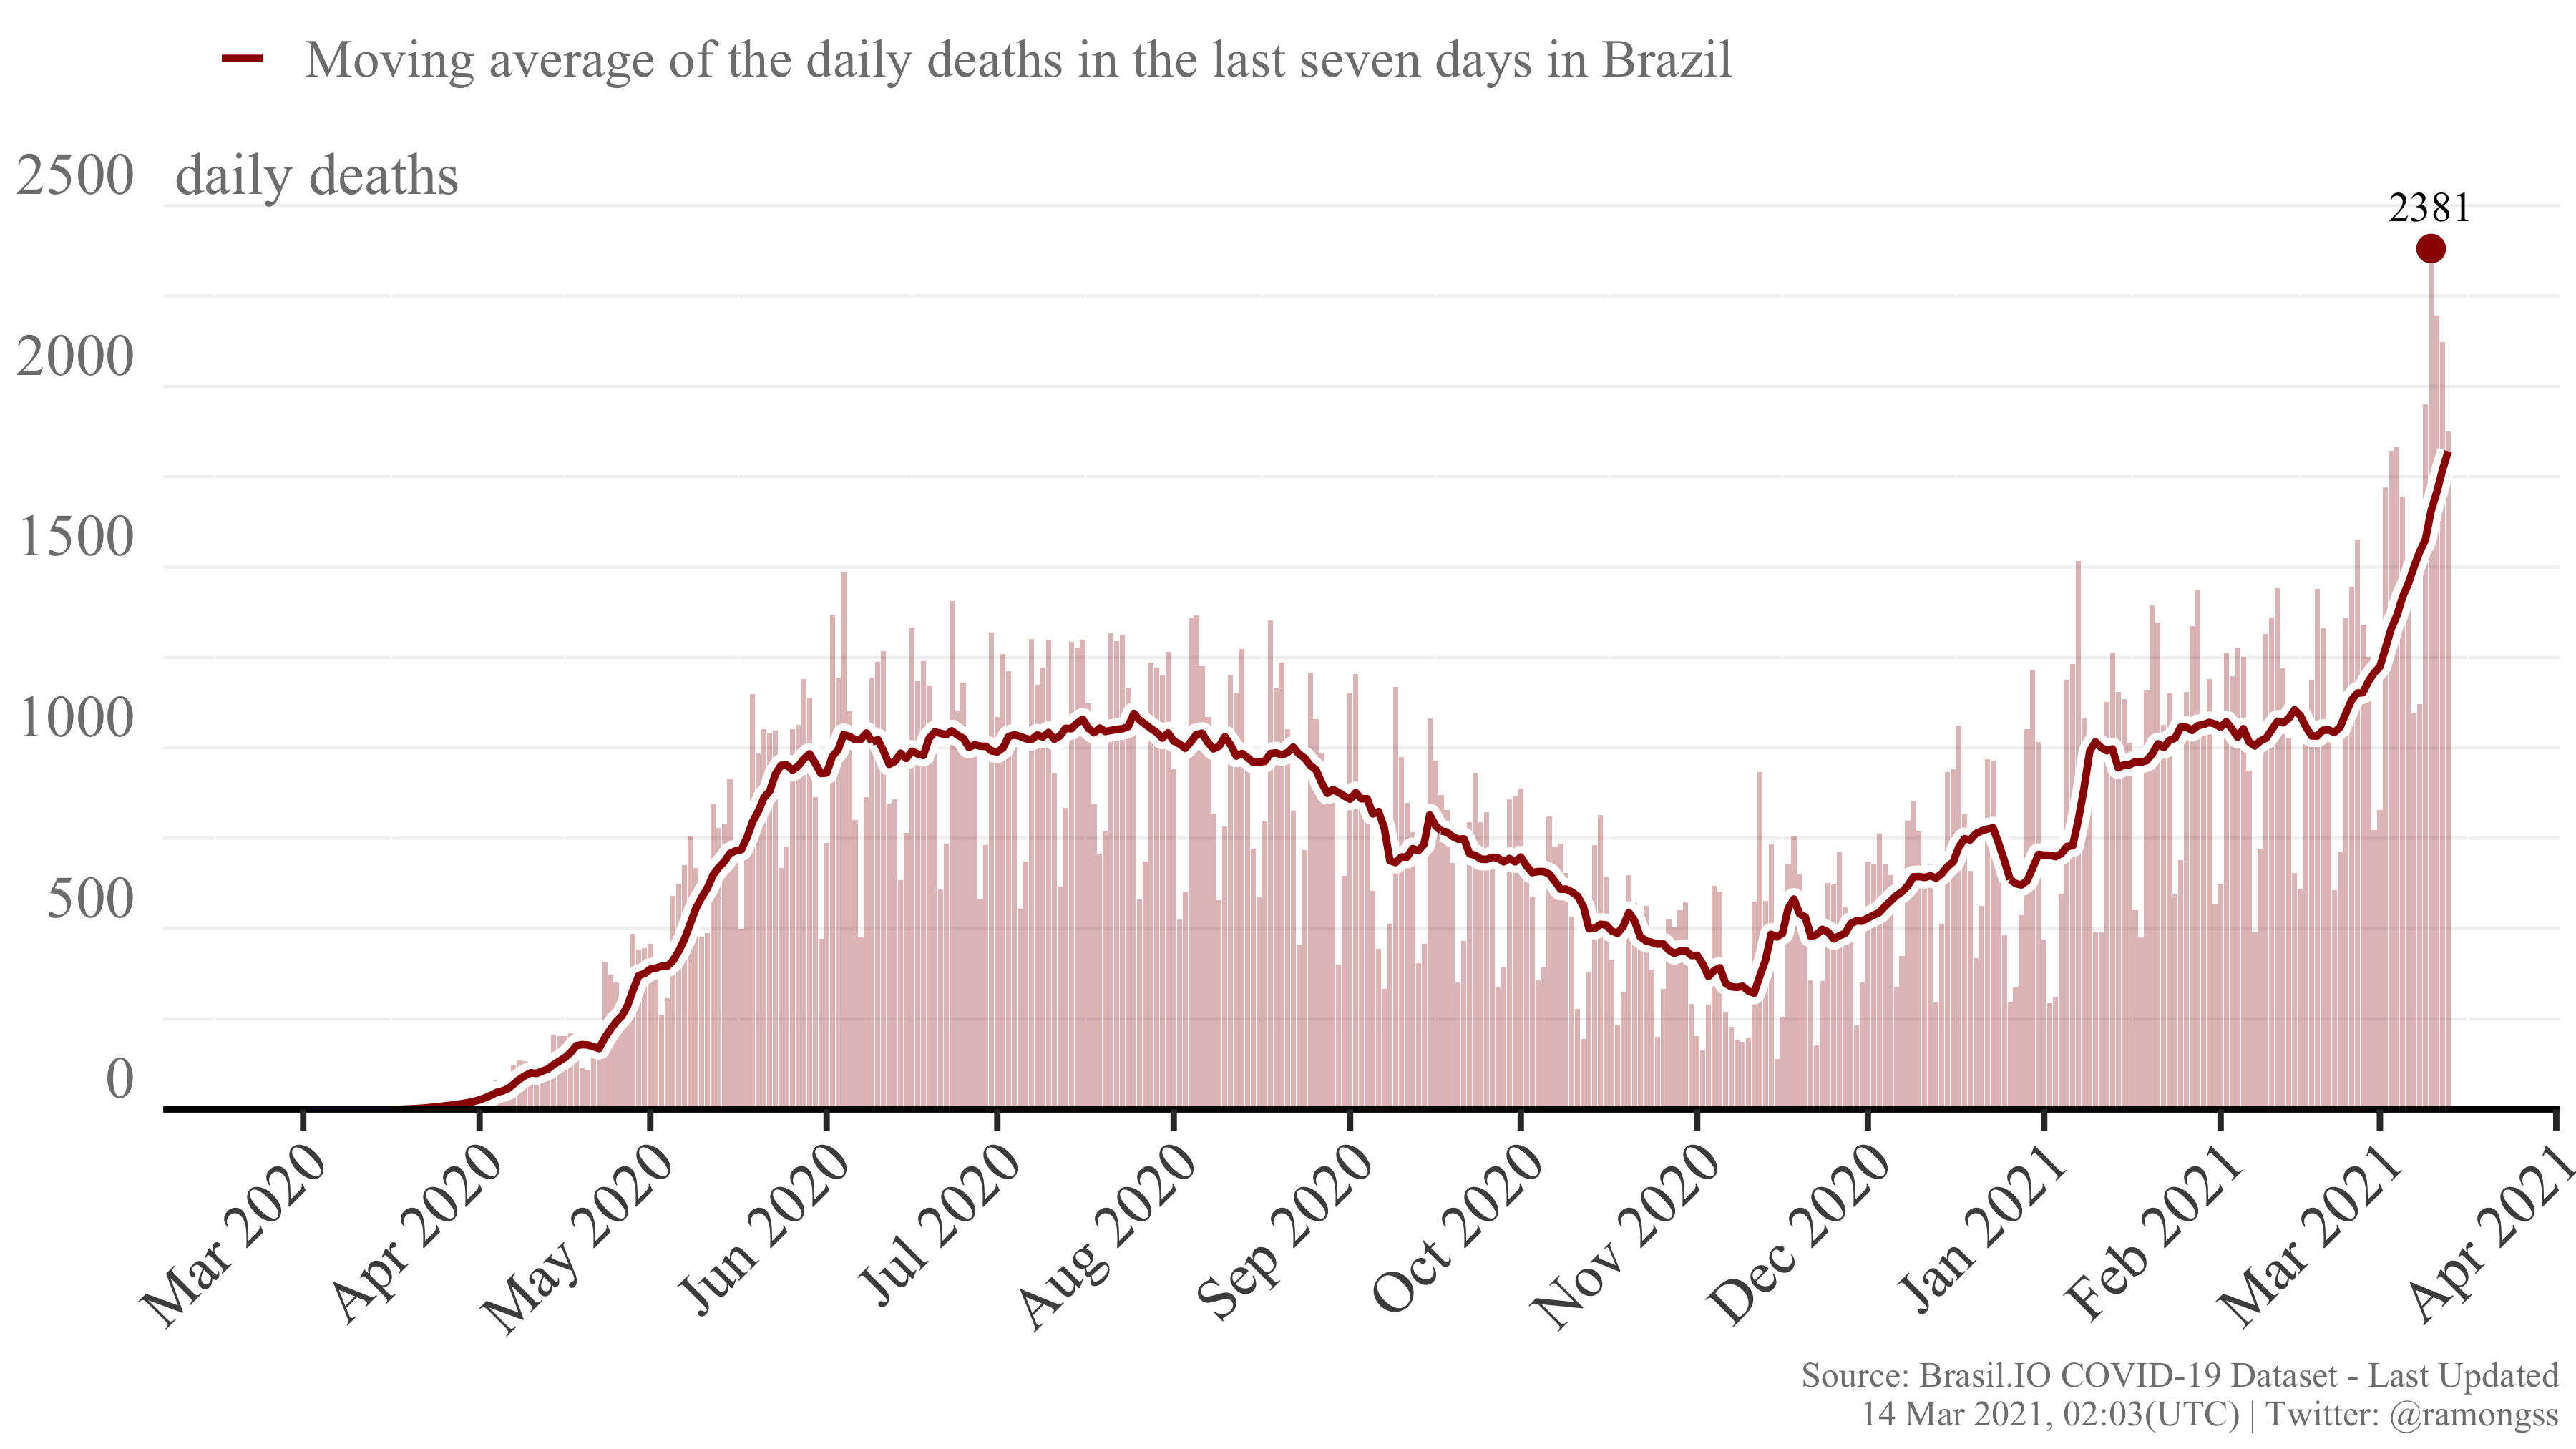 Moving average of the daily deaths in the last seven days in Brazil
2500 daily deaths
2381
2000
1500
1000
500
0
Mar 2020
Apr 2020
May 2020
Jun 2020
Jul 2020
Aug 2020
Sep 2020
Oct 2020
Nov 2020
Dec 2020
Jan 2021
Feb 2021
Mar 2021
Apr 2021
Source: Brasil.IO COVID-19 Dataset - Last Updated
14 Mar 2021, 02:03(UTC) | Twitter: @ramongss